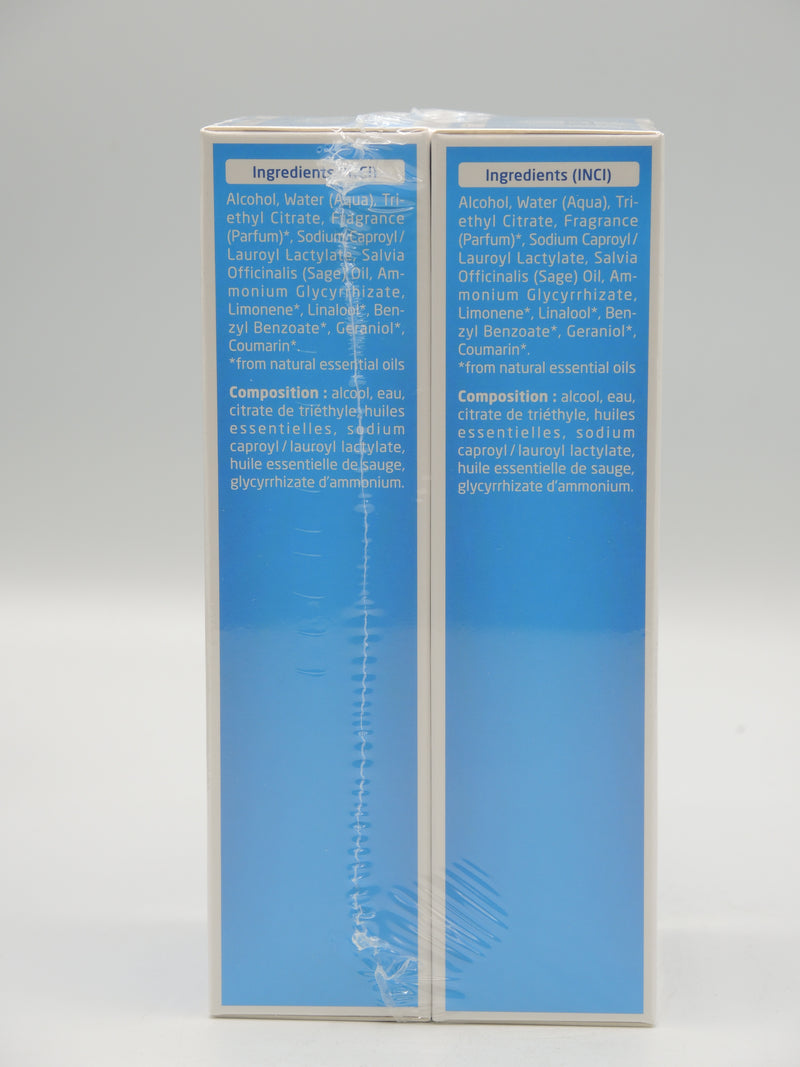 Ingredients (INCI)
Alcohol, Water (Aqua), Tri-
ethyl Citrate, Fragrance
(Parfum)*, Sodium Caproyl /
Lauroyl Lactylate, Salvia
Officinalis (Sage) Oil, Am-
monium Glycyrrhizate,
Limonene*, Linalool*, Ben-
zyl Benzoate*, Geraniol*,
Coumarin*.
*from natural essential oils
Composition : alcool, eau,
citrate de triéthyle, huiles
essentielles, sodium
caproyl / lauroyl lactylate,
huile essentielle de sauge,
glycyrrhizate d'ammonium.
Ingredients (INCI)
Alcohol, Water (Aqua), Tri-
ethyl Citrate, Fragrance
(Parfum)*, Sodium Caproyl /
Lauroyl Lactylate, Salvia
Officinalis (Sage) Oil, Am-
monium Glycyrrhizate,
Limonene*, Linalool*, Ben-
zyl Benzoate*, Geraniol*,
Coumarin*.
*from natural essential oils
Composition : alcool, eau,
citrate de triéthyle, huiles
essentielles, sodium
caproyl / lauroyl lactylate,
huile essentielle de sauge,
glycyrrhizate d'ammonium.